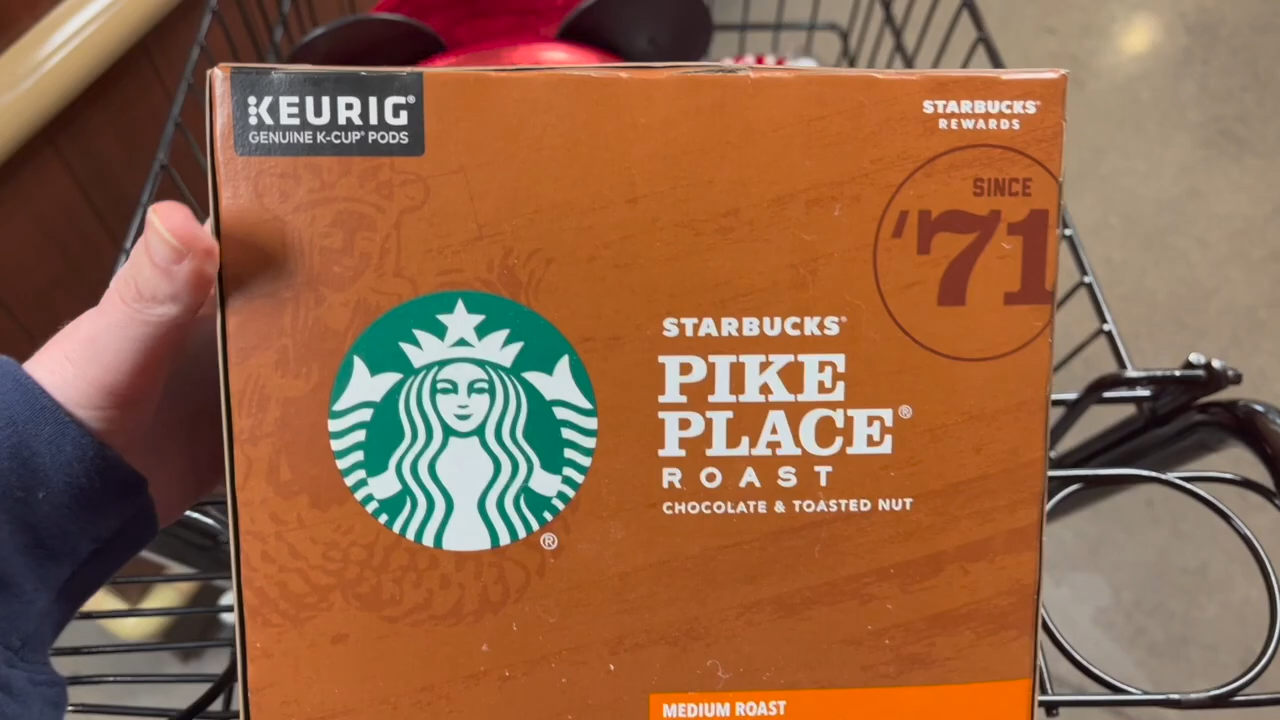 KEURIG®
GENUINE K-CUP® PODS
STARBUCKS®
REWARDS
SINCE
'71
STARBUCKS®
PIKE
PLACE®
ROAST
CHOCOLATE & TOASTED NUT
®
MEDIUM ROAST